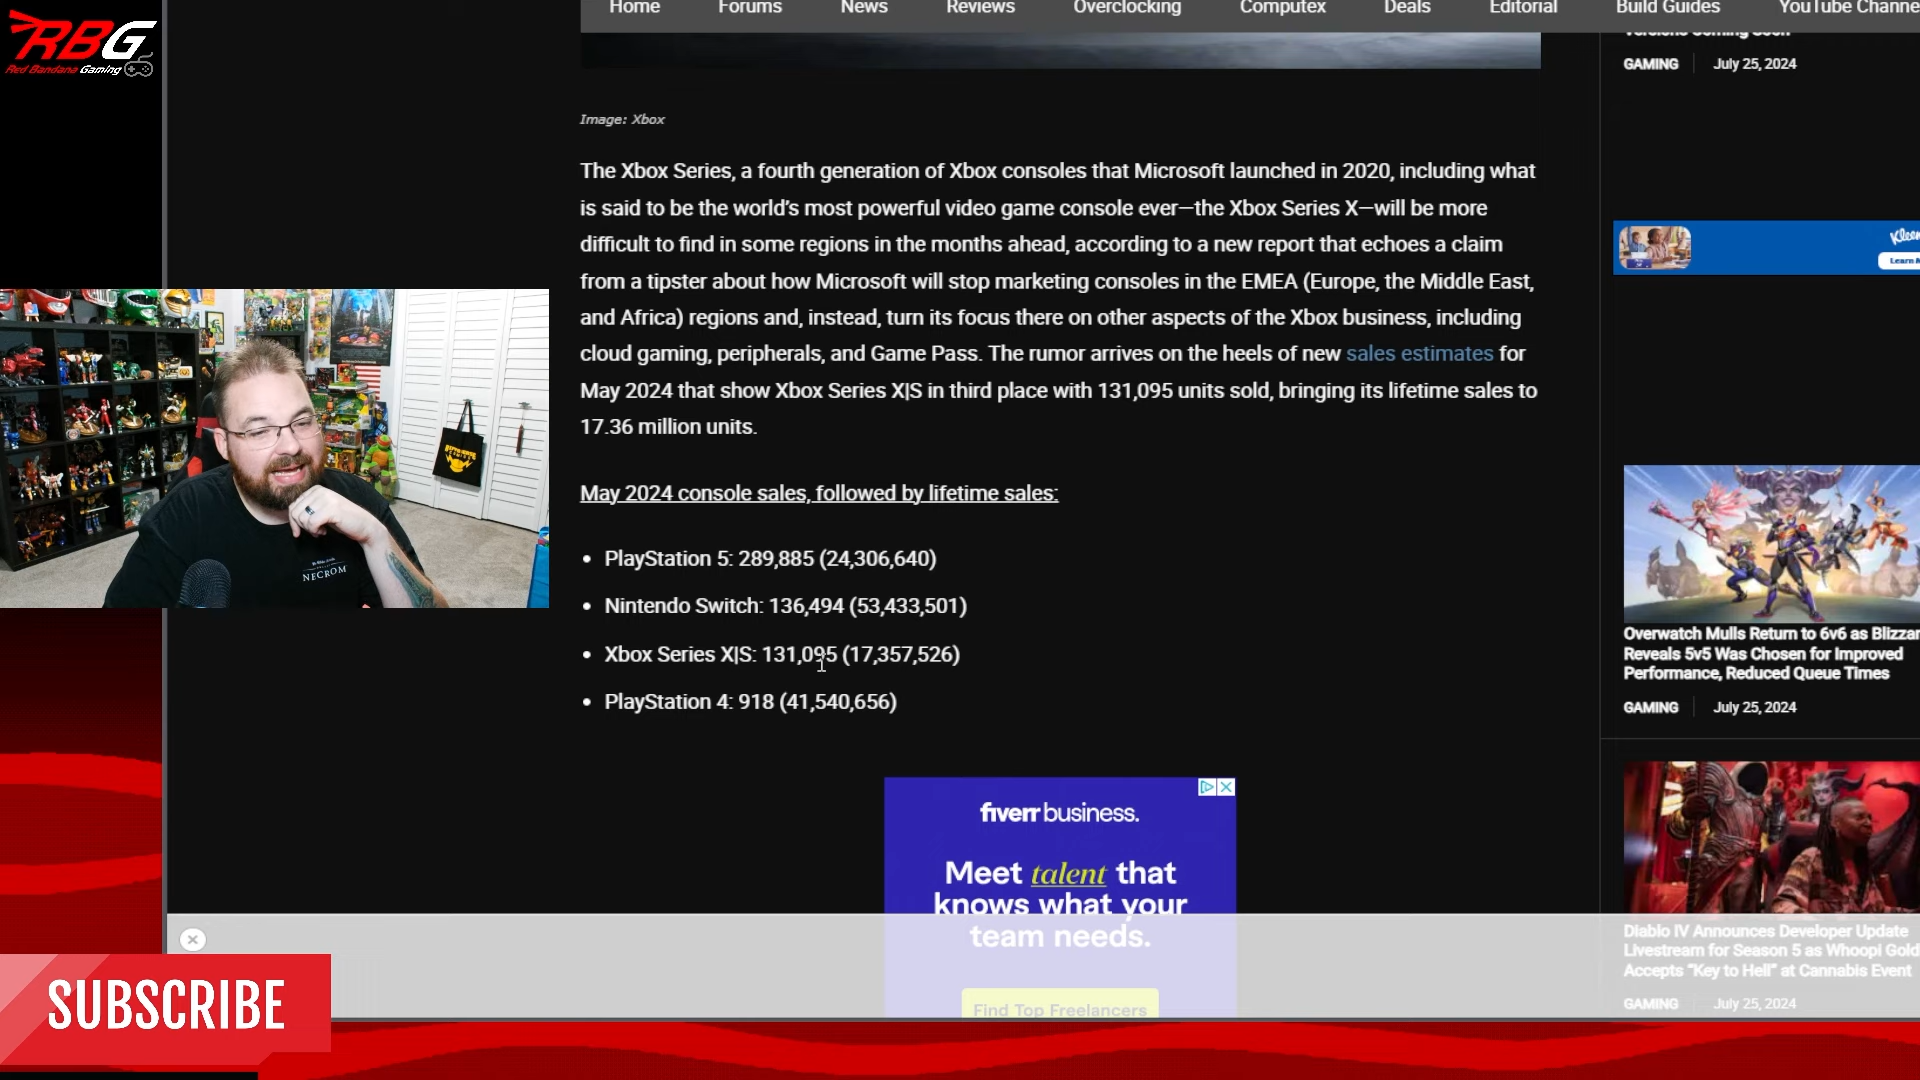 RBG
Red Bandana Gaming
Home Forums News Reviews Overclocking Computex Deals Editorial Build Guides YouTube Channe
Versions Coming Soon
GAMING July 25, 2024
Image: Xbox
The Xbox Series, a fourth generation of Xbox consoles that Microsoft launched in 2020, including what
is said to be the world's most powerful video game console ever—the Xbox Series X—will be more
difficult to find in some regions in the months ahead, according to a new report that echoes a claim
from a tipster about how Microsoft will stop marketing consoles in the EMEA (Europe, the Middle East,
and Africa) regions and, instead, turn its focus there on other aspects of the Xbox business, including
cloud gaming, peripherals, and Game Pass. The rumor arrives on the heels of new sales estimates for
May 2024 that show Xbox Series X|S in third place with 131,095 units sold, bringing its lifetime sales to
17.36 million units.
May 2024 console sales, followed by lifetime sales:
• PlayStation 5: 289,885 (24,306,640)
• Nintendo Switch: 136,494 (53,433,501)
• Xbox Series X|S: 131,095 (17,357,526)
• PlayStation 4: 918 (41,540,656)
NECROM
Kleen
Learn
Overwatch Mulls Return to 6v6 as Blizzar
Reveals 5v5 Was Chosen for Improved
Performance, Reduced Queue Times
GAMING July 25, 2024
fiverr business.
Meet talent that
knows what your
team needs.
Find Top Freelancers
Diablo IV Announces Developer Update
Livestream for Season 5 as Whoopi Gold
Accepts “Key to Hell” at Cannabis Event
GAMING July 25, 2024
SUBSCRIBE